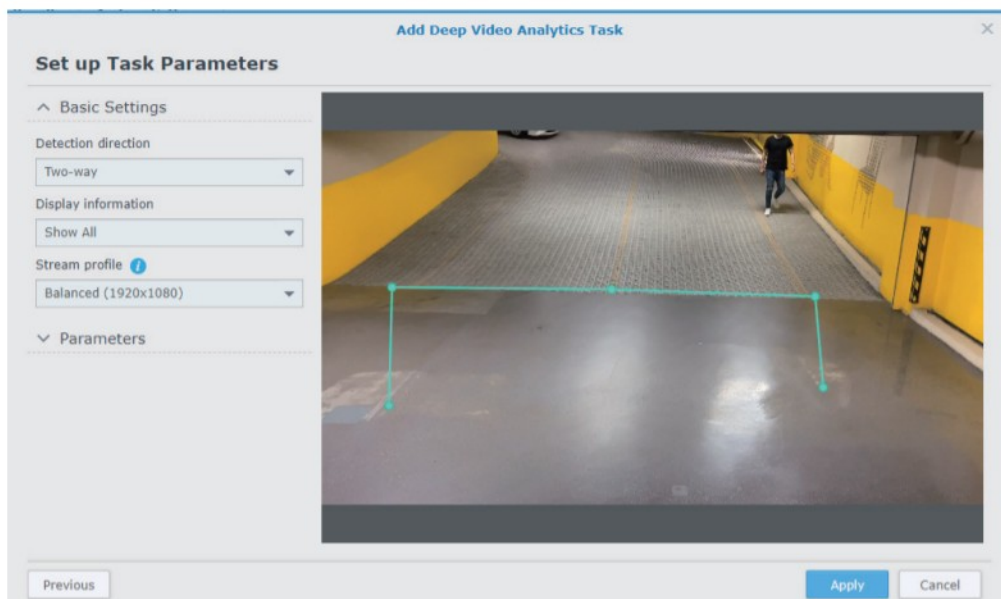 Add Deep Video Analytics Task
Set up Task Parameters
Basic Settings
Detection direction
Two-way
Display information
Show All
Stream profile
Balanced (1920x1080)
Parameters
Previous
Apply
Cancel